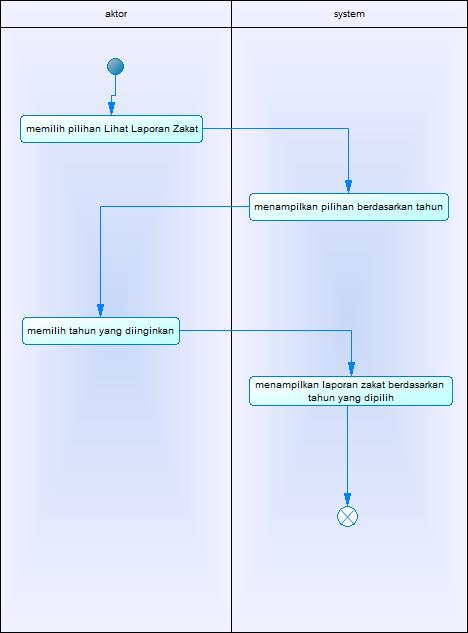 aktor
system
memilih pilihan Lihat Laporan Zakat
menampilkan pilihan berdasarkan tahun
memilih tahun yang diinginkan
menampilkan laporan zakat berdasarkan
tahun yang dipilih